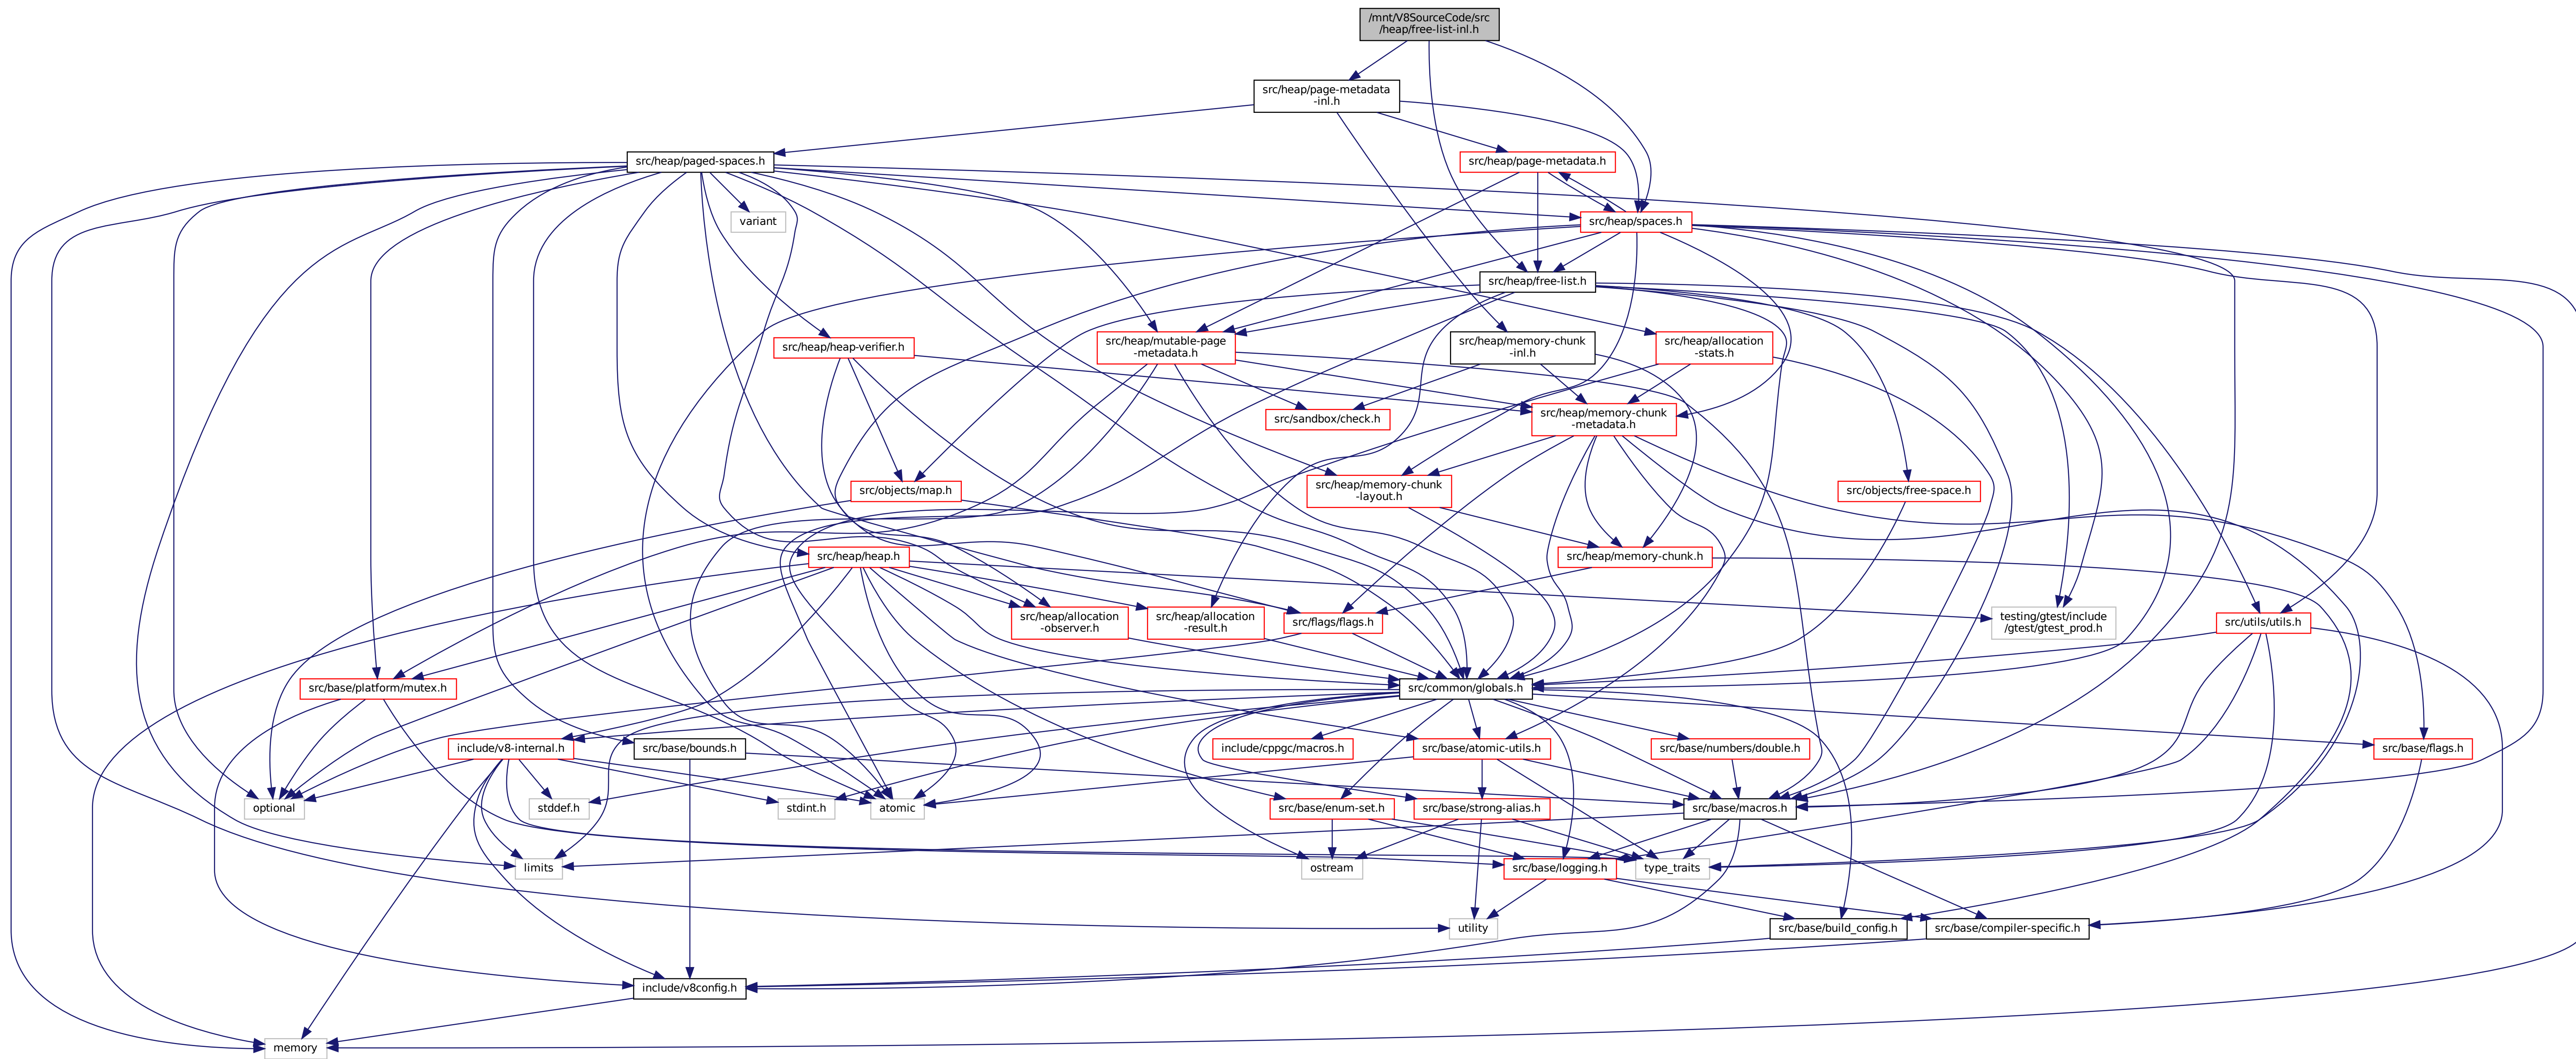 /mnt/V8SourceCode/src
/heap/free-list-inl.h
src/heap/page-metadata
-inl.h
src/heap/paged-spaces.h
src/heap/page-metadata.h
variant
src/heap/spaces.h
src/heap/free-list.h
src/heap/heap-verifier.h
src/heap/mutable-page
-metadata.h
src/heap/memory-chunk
-inl.h
src/heap/allocation
-stats.h
src/sandbox/check.h
src/heap/memory-chunk
-metadata.h
src/objects/map.h
src/heap/memory-chunk
-layout.h
src/objects/free-space.h
src/heap/heap.h
src/heap/memory-chunk.h
src/heap/allocation
-observer.h
src/heap/allocation
-result.h
src/flags/flags.h
testing/gtest/include
/gtest/gtest_prod.h
src/utils/utils.h
src/base/platform/mutex.h
src/common/globals.h
include/v8-internal.h
src/base/bounds.h
include/cppgc/macros.h
src/base/atomic-utils.h
src/base/numbers/double.h
src/base/flags.h
optional
stddef.h
stdint.h
atomic
src/base/enum-set.h
src/base/strong-alias.h
src/base/macros.h
limits
ostream
src/base/logging.h
type_traits
utility
src/base/build_config.h
src/base/compiler-specific.h
include/v8config.h
memory